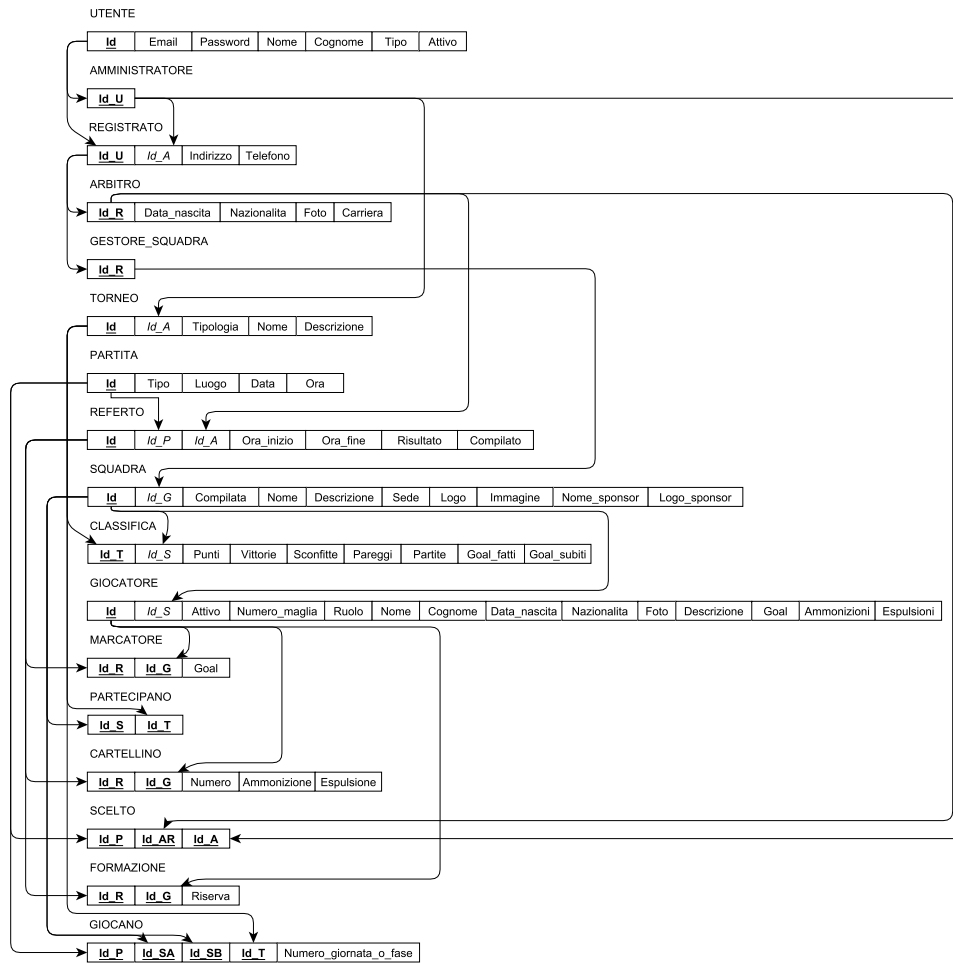 UTENTE
Id Email Password Nome Cognome Tipo Attivo
AMMINISTRATORE
Id_U
REGISTRATO
Id_U Id_A Indirizzo Telefono
ARBITRO
Id_R Data_nascita Nazionalita Foto Carriera
GESTORE_SQUADRA
Id_R
TORNEO
Id Id_A Tipologia Nome Descrizione
PARTITA
Id Tipo Luogo Data Ora
REFERTO
Id Id_P Id_A Ora_inizio Ora_fine Risultato Compilato
SQUADRA
Id Id_G Compilata Nome Descrizione Sede Logo Immagine Nome_sponsor Logo_sponsor
CLASSIFICA
Id_T Id_S Punti Vittorie Sconfitte Pareggi Partite Goal_fatti Goal_subiti
GIOCATORE
Id Id_S Attivo Numero_maglia Ruolo Nome Cognome Data_nascita Nazionalita Foto Descrizione Goal Ammonizioni Espulsioni
MARCATORE
Id_R Id_G Goal
PARTECIPANO
Id_S Id_T
CARTELLINO
Id_R Id_G Numero Ammonizione Espulsione
SCELTO
Id_P Id_AR Id_A
FORMAZIONE
Id_R Id_G Riserva
GIOCANO
Id_P Id_SA Id_SB Id_T Numero_giornata_o_fase